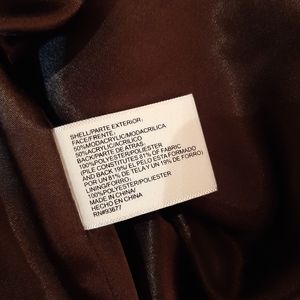 SHELL/PARTE EXTERIOR:
FACE/FRENTE:
50%MODACRYLIC/MODACRILICA
50%ACRYLIC/ACRILICO
BACK/PARTE DE ATRAS:
100%POLYESTER/POLIESTER
(PILE CONSTITUTES 81% OF FABRIC
AND BACK 19% EL PELO ESTA FORMADO
POR UN 81% DE TELA Y UN 19% DE FORRO)
LINING/FORRO:
100%POLYESTER/POLIESTER
MADE IN CHINA/
HECHO EN CHINA
RN#93677